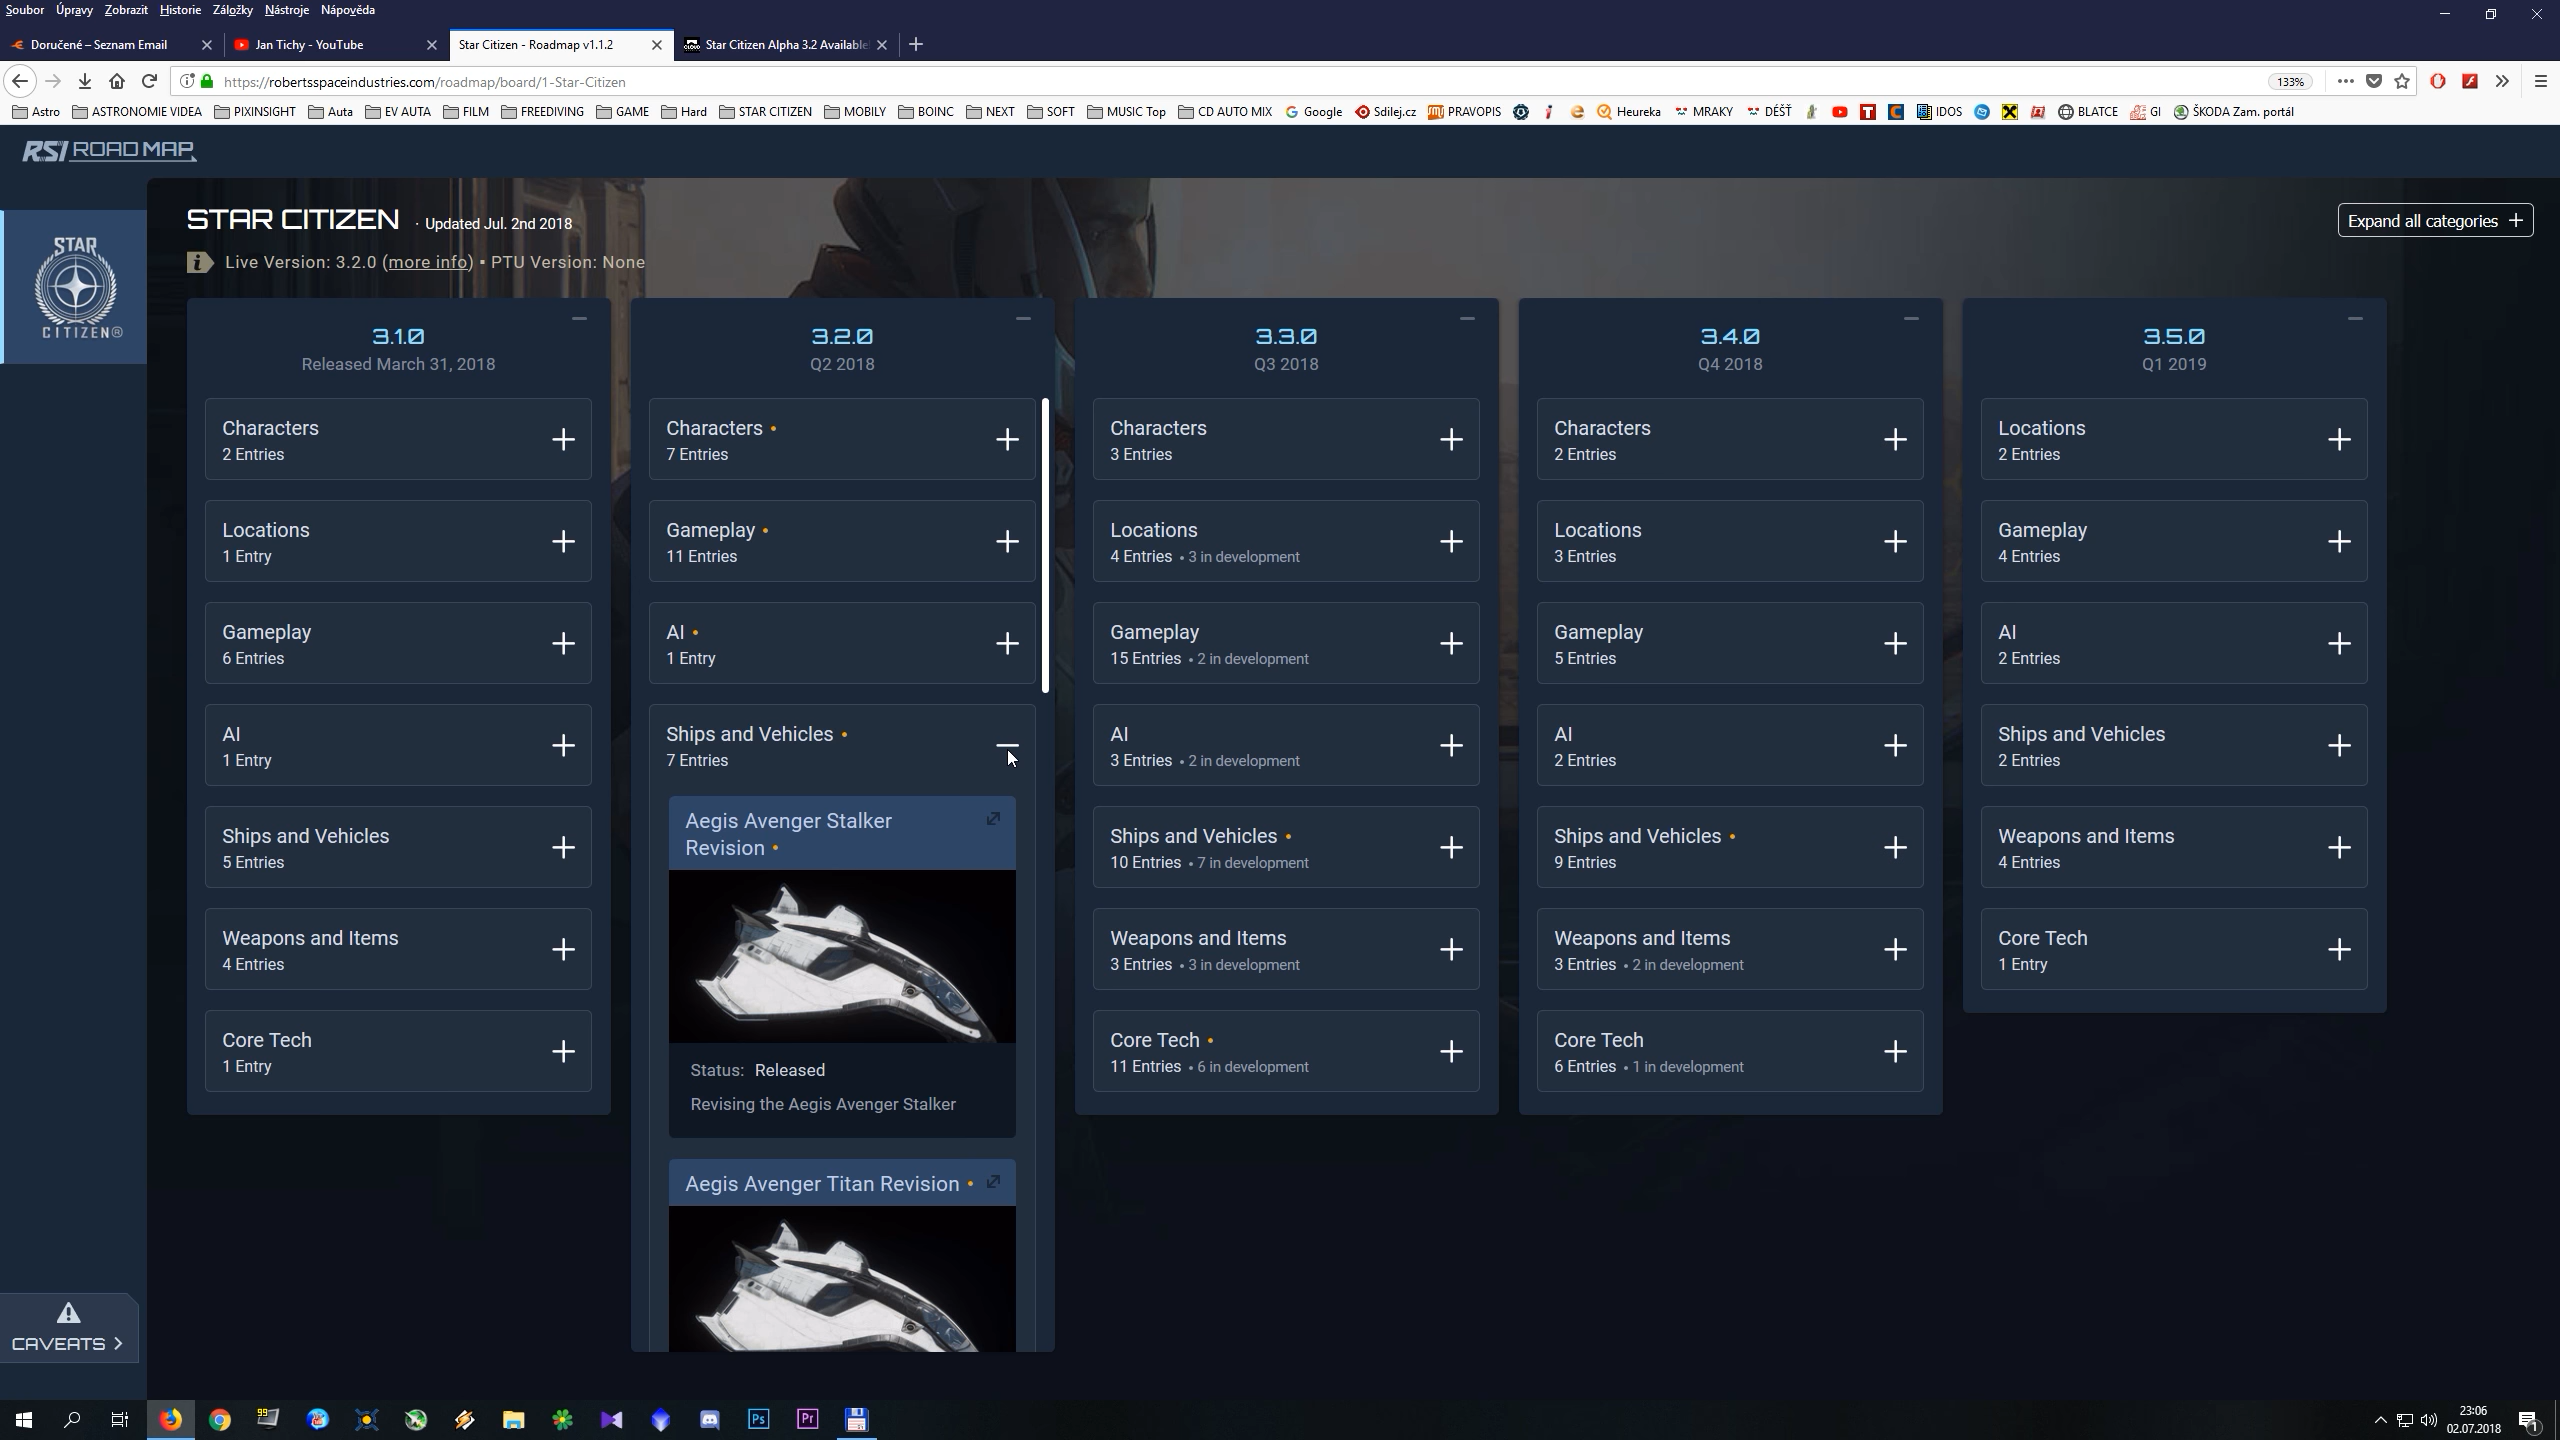 Soubor Úpravy Zobrazit Historie Záložky Nástroje Nápověda
Doručené – Seznam Email
Jan Tichy - YouTube
Star Citizen - Roadmap v1.1.2
Star Citizen Alpha 3.2 Available
https://robertsspaceindustries.com/roadmap/board/1-Star-Citizen
133%
Astro ASTRONOMIE VIDEA PIXINSIGHT Auta EV AUTA FILM FREEDIVING GAME Hard STAR CITIZEN MOBILY BOINC NEXT SOFT MUSIC Top CD AUTO MIX Google Sdilej.cz PRAVOPIS Heureka MRAKY DÉŠŤ IDOS BLATCE GI ŠKODA Zam. portál
RSI ROADMAP
STAR CITIZEN®
STAR CITIZEN · Updated Jul. 2nd 2018
Expand all categories
Live Version: 3.2.0 (more info) • PTU Version: None
3.1.0
Released March 31, 2018
Characters
2 Entries
Locations
1 Entry
Gameplay
6 Entries
AI
1 Entry
Ships and Vehicles
5 Entries
Weapons and Items
4 Entries
Core Tech
1 Entry
3.2.0
Q2 2018
Characters •
7 Entries
Gameplay •
11 Entries
AI •
1 Entry
Ships and Vehicles •
7 Entries
Aegis Avenger Stalker
Revision •
Status: Released
Revising the Aegis Avenger Stalker
Aegis Avenger Titan Revision •
3.3.0
Q3 2018
Characters
3 Entries
Locations
4 Entries • 3 in development
Gameplay
15 Entries • 2 in development
AI
3 Entries • 2 in development
Ships and Vehicles •
10 Entries • 7 in development
Weapons and Items
3 Entries • 3 in development
Core Tech •
11 Entries • 6 in development
3.4.0
Q4 2018
Characters
2 Entries
Locations
3 Entries
Gameplay
5 Entries
AI
2 Entries
Ships and Vehicles •
9 Entries
Weapons and Items
3 Entries • 2 in development
Core Tech
6 Entries • 1 in development
3.5.0
Q1 2019
Locations
2 Entries
Gameplay
4 Entries
AI
2 Entries
Ships and Vehicles
2 Entries
Weapons and Items
4 Entries
Core Tech
1 Entry
CAVEATS
99
Ps
Pr
23:06
02.07.2018
1